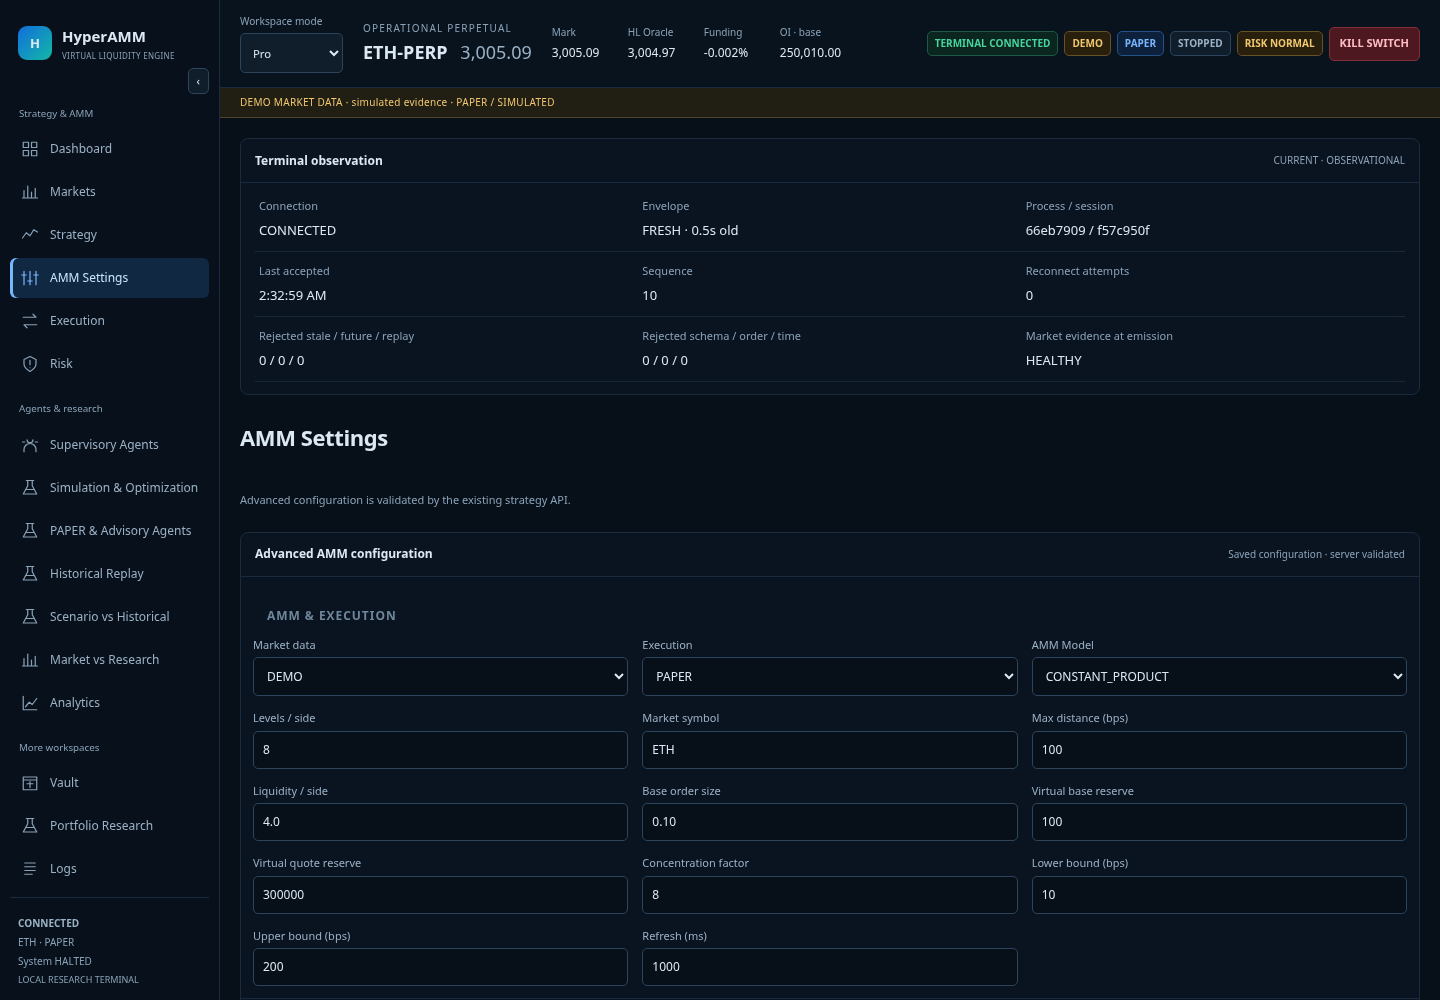 H
HyperAMM
VIRTUAL LIQUIDITY ENGINE
‹
Strategy & AMM
Dashboard
Markets
Strategy
AMM Settings
Execution
Risk
Agents & research
Supervisory Agents
Simulation & Optimization
PAPER & Advisory Agents
Historical Replay
Scenario vs Historical
Market vs Research
Analytics
More workspaces
Vault
Portfolio Research
Logs
CONNECTED
ETH · PAPER
System HALTED
LOCAL RESEARCH TERMINAL
Workspace mode
Pro
OPERATIONAL PERPETUAL
ETH-PERP 3,005.09
Mark
3,005.09
HL Oracle
3,004.97
Funding
-0.002%
OI · base
250,010.00
TERMINAL CONNECTED
DEMO
PAPER
STOPPED
RISK NORMAL
KILL SWITCH
DEMO MARKET DATA · simulated evidence · PAPER / SIMULATED
Terminal observation
CURRENT · OBSERVATIONAL
Connection
CONNECTED
Envelope
FRESH · 0.5s old
Process / session
66eb7909 / f57c950f
Last accepted
2:32:59 AM
Sequence
10
Reconnect attempts
0
Rejected stale / future / replay
0 / 0 / 0
Rejected schema / order / time
0 / 0 / 0
Market evidence at emission
HEALTHY
AMM Settings
Advanced configuration is validated by the existing strategy API.
Advanced AMM configuration
Saved configuration · server validated
AMM & EXECUTION
Market data
DEMO
Execution
PAPER
AMM Model
CONSTANT_PRODUCT
Levels / side
8
Market symbol
ETH
Max distance (bps)
100
Liquidity / side
4.0
Base order size
0.10
Virtual base reserve
100
Virtual quote reserve
300000
Concentration factor
8
Lower bound (bps)
10
Upper bound (bps)
200
Refresh (ms)
1000